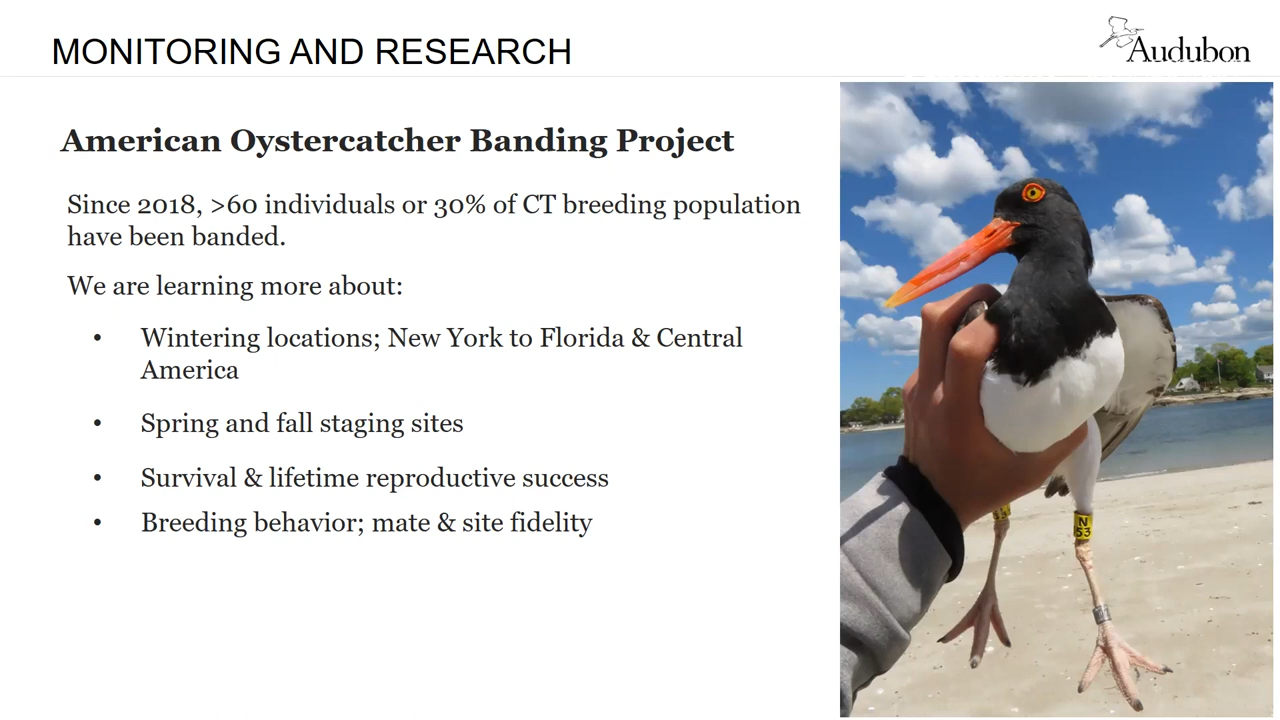 MONITORING AND RESEARCH
Audubon
American Oystercatcher Banding Project
Since 2018, >60 individuals or 30% of CT breeding population
have been banded.
We are learning more about:
• Wintering locations; New York to Florida & Central
America
• Spring and fall staging sites
• Survival & lifetime reproductive success
• Breeding behavior; mate & site fidelity
N
53